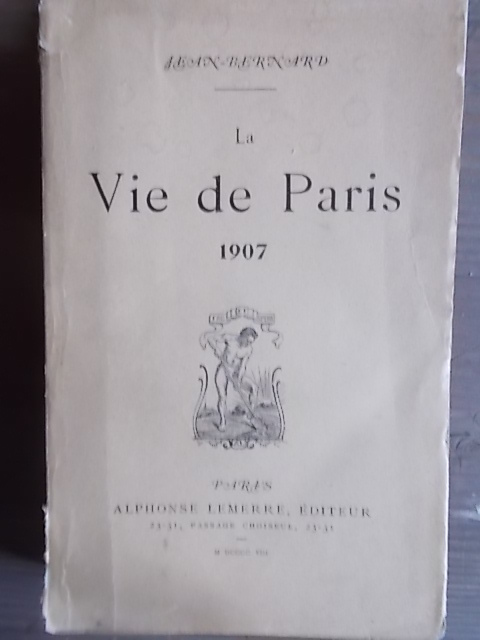 JEAN-BERNARD
La
Vie de Paris
1907
PARIS
ALPHONSE LEMERRE, ÉDITEUR
23-31, PASSAGE CHOISEUL, 23-31